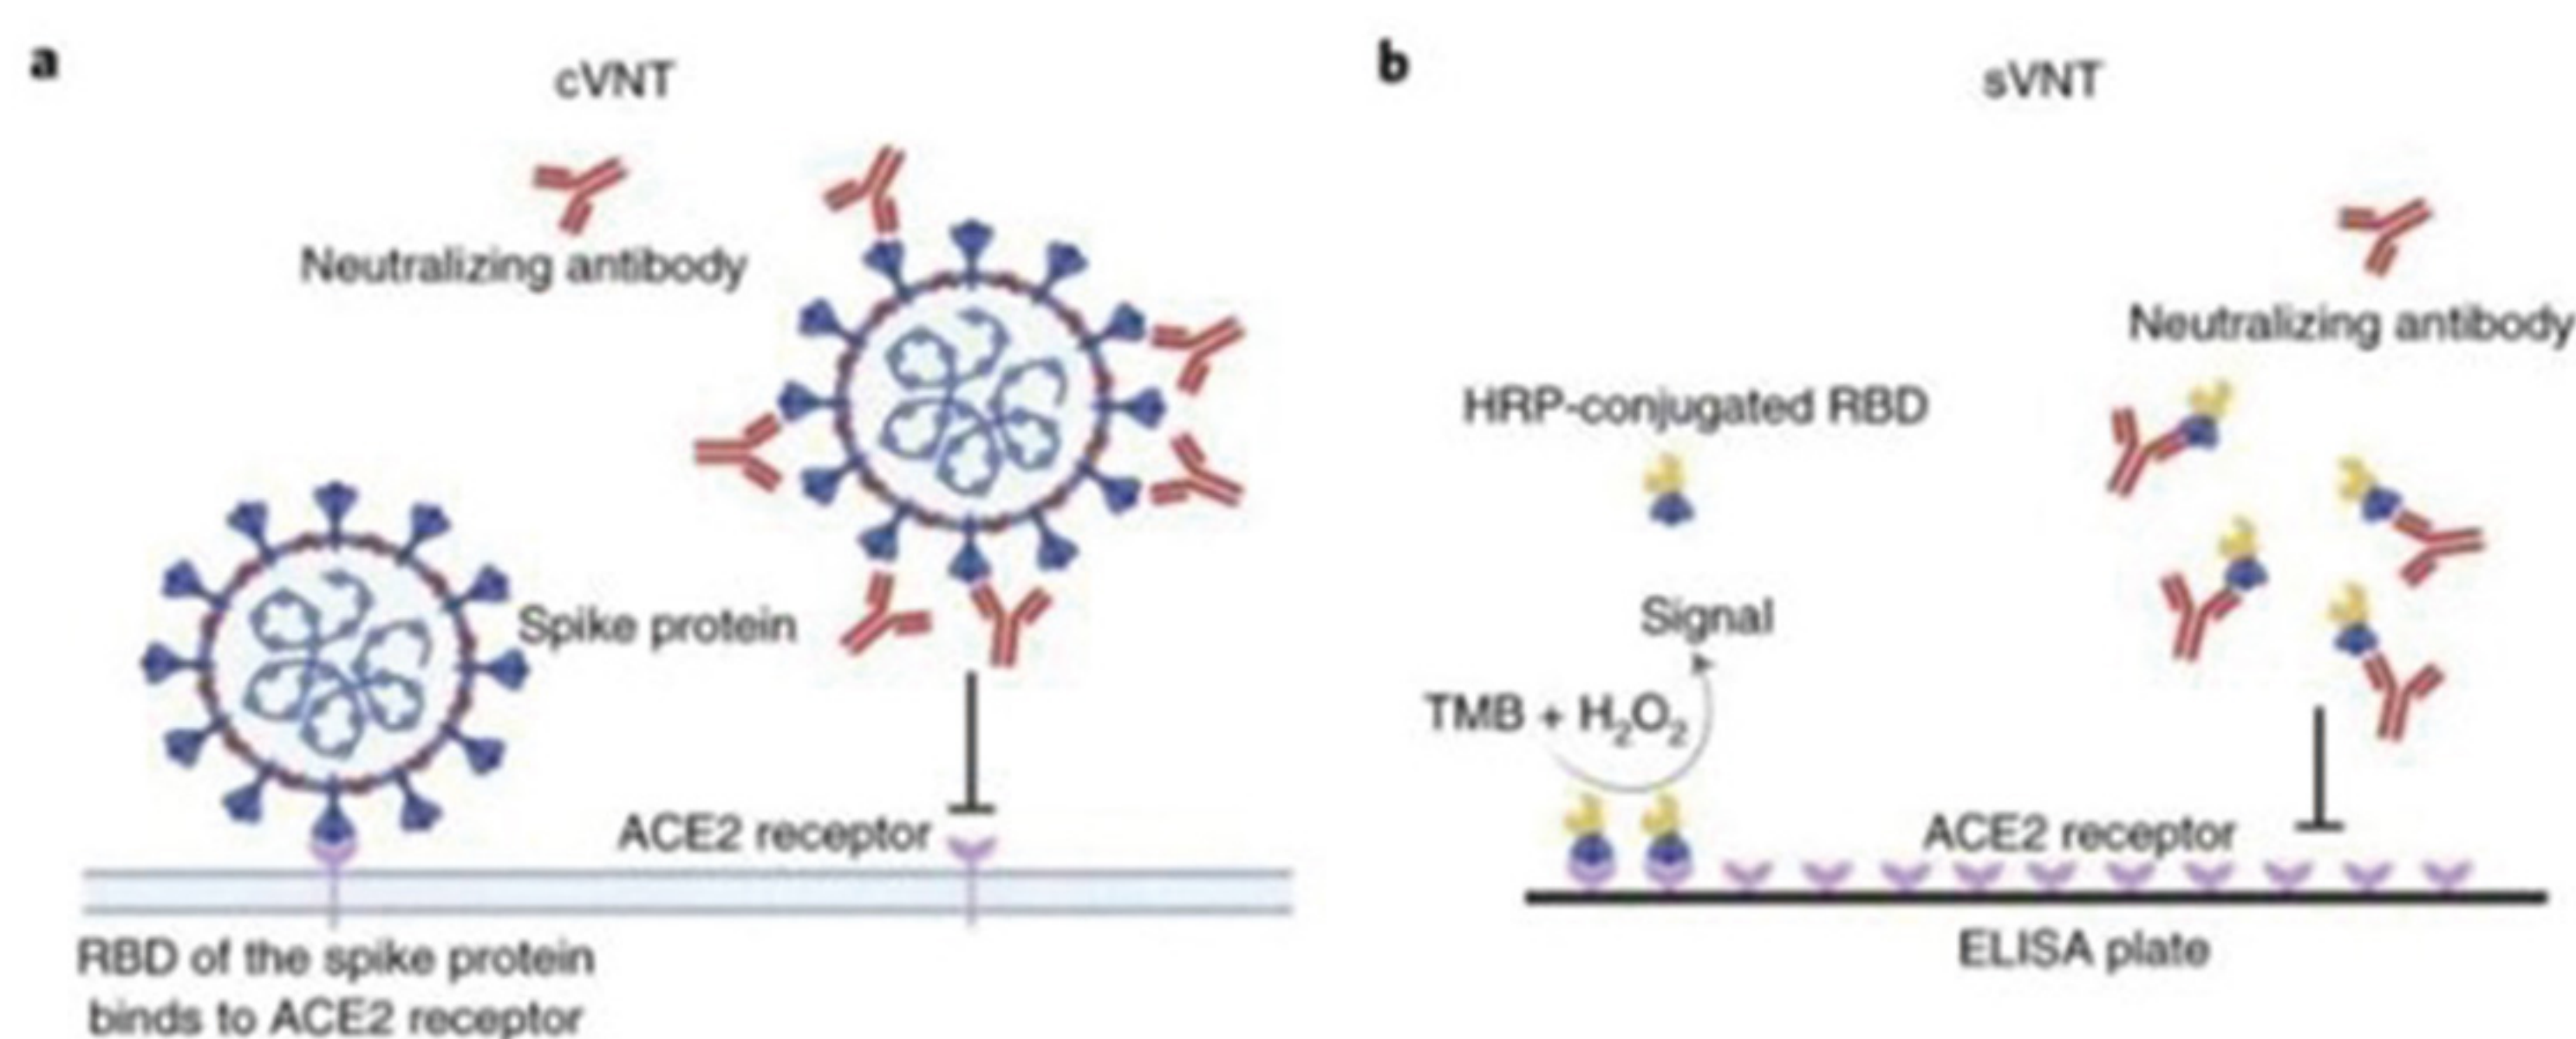 a
cVNT
Neutralizing antibody
Spike protein
ACE2 receptor
RBD of the spike protein
binds to ACE2 receptor
b
sVNT
Neutralizing antibody
HRP-conjugated RBD
Signal
TMB + H₂O₂
ACE2 receptor
ELISA plate